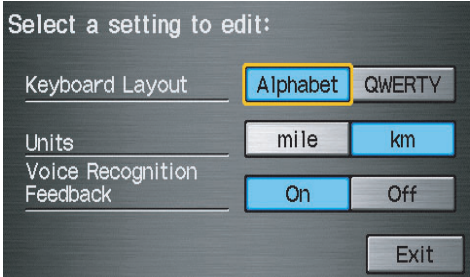 Select a setting to edit:
Keyboard Layout Alphabet QWERTY
Units mile km
Voice Recognition
Feedback On Off
Exit